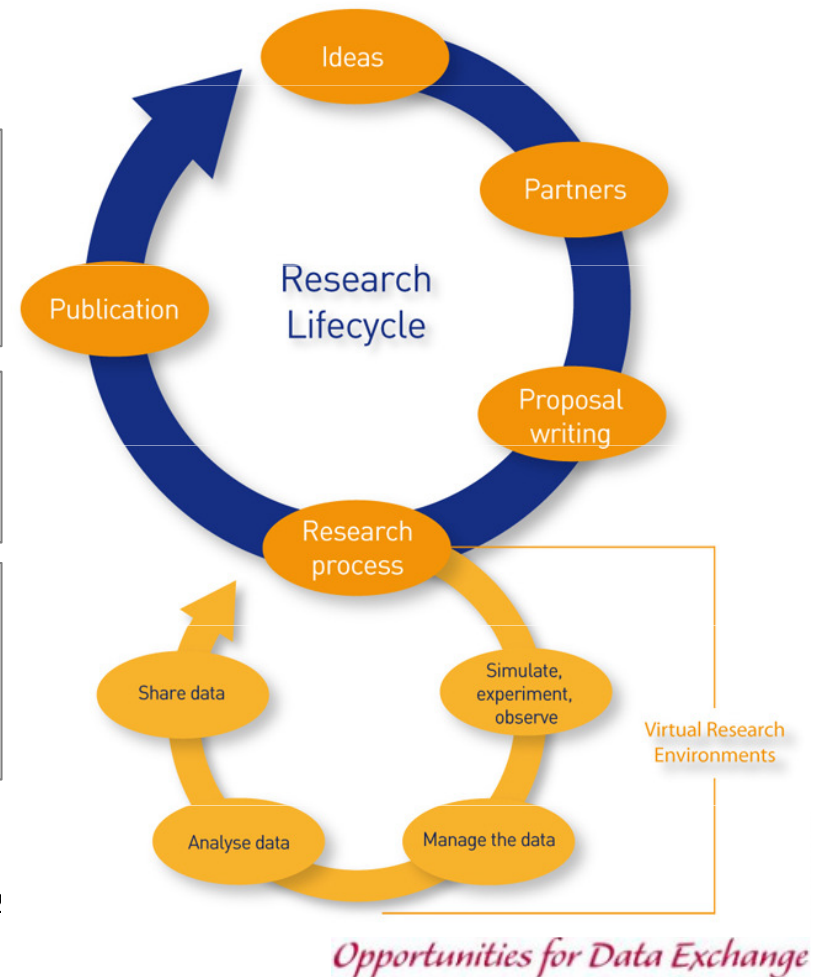 Ideas
Partners
Research
Lifecycle
Publication
Proposal
writing
Research
process
Share data
Simulate,
experiment,
observe
Virtual Research
Environments
Analyse data
Manage the data
Opportunities for Data Exchange